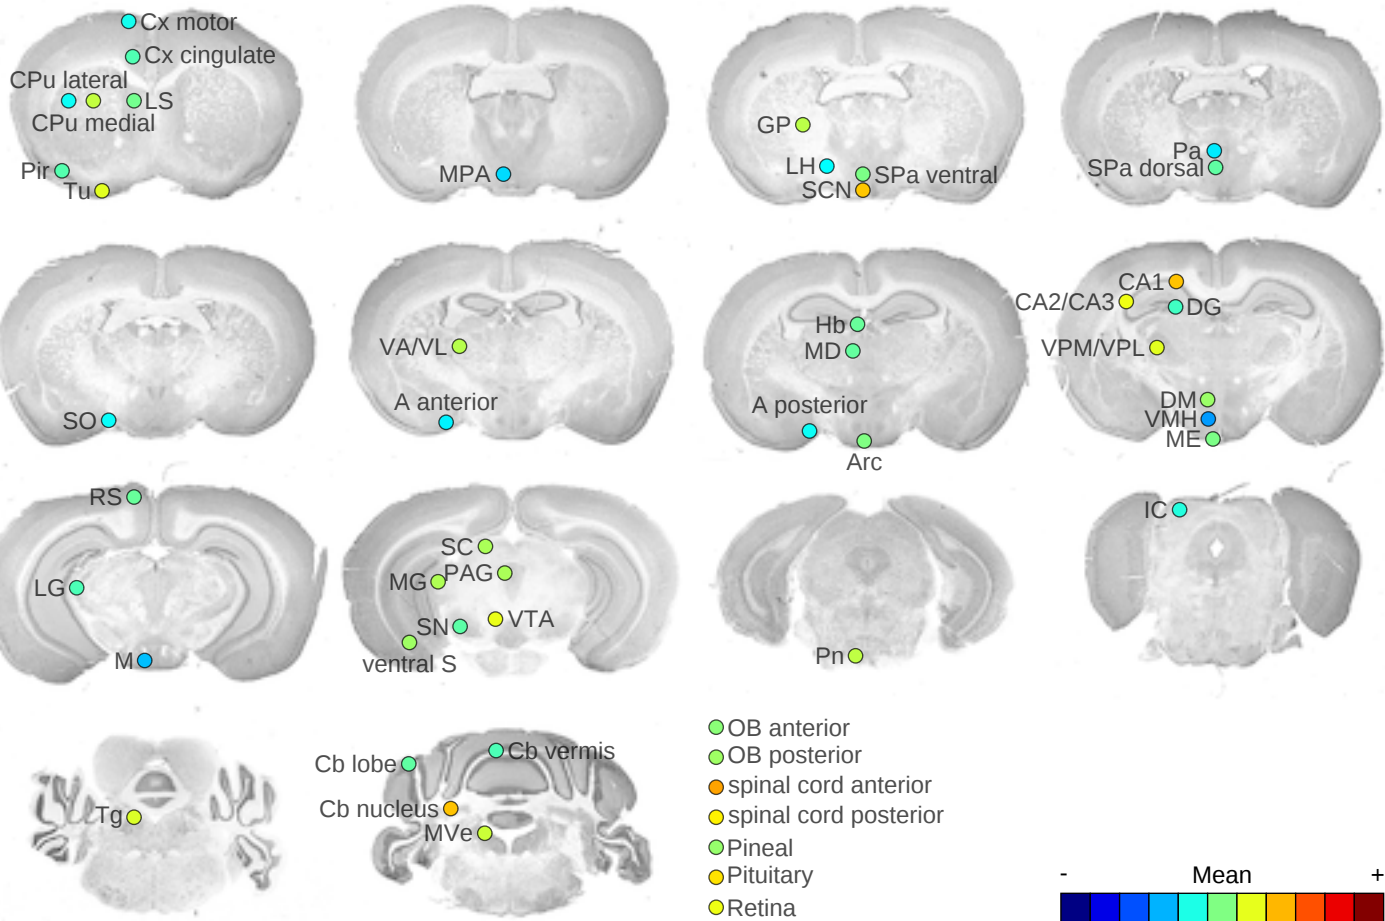 Cx motor
Cx cingulate
CPu lateral
LS
CPu medial
Pir
Tu
MPA
GP
LH
SPa ventral
SCN
Pa
SPa dorsal
SO
VA/VL
A anterior
Hb
MD
A posterior
Arc
CA1
CA2/CA3
DG
VPM/VPL
DM
VMH
ME
RS
LG
M
SC
PAG
MG
SN
VTA
ventral S
Pn
IC
Tg
Cb vermis
Cb lobe
Cb nucleus
MVe
OB anterior
OB posterior
spinal cord anterior
spinal cord posterior
Pineal
Pituitary
Retina
- Mean +